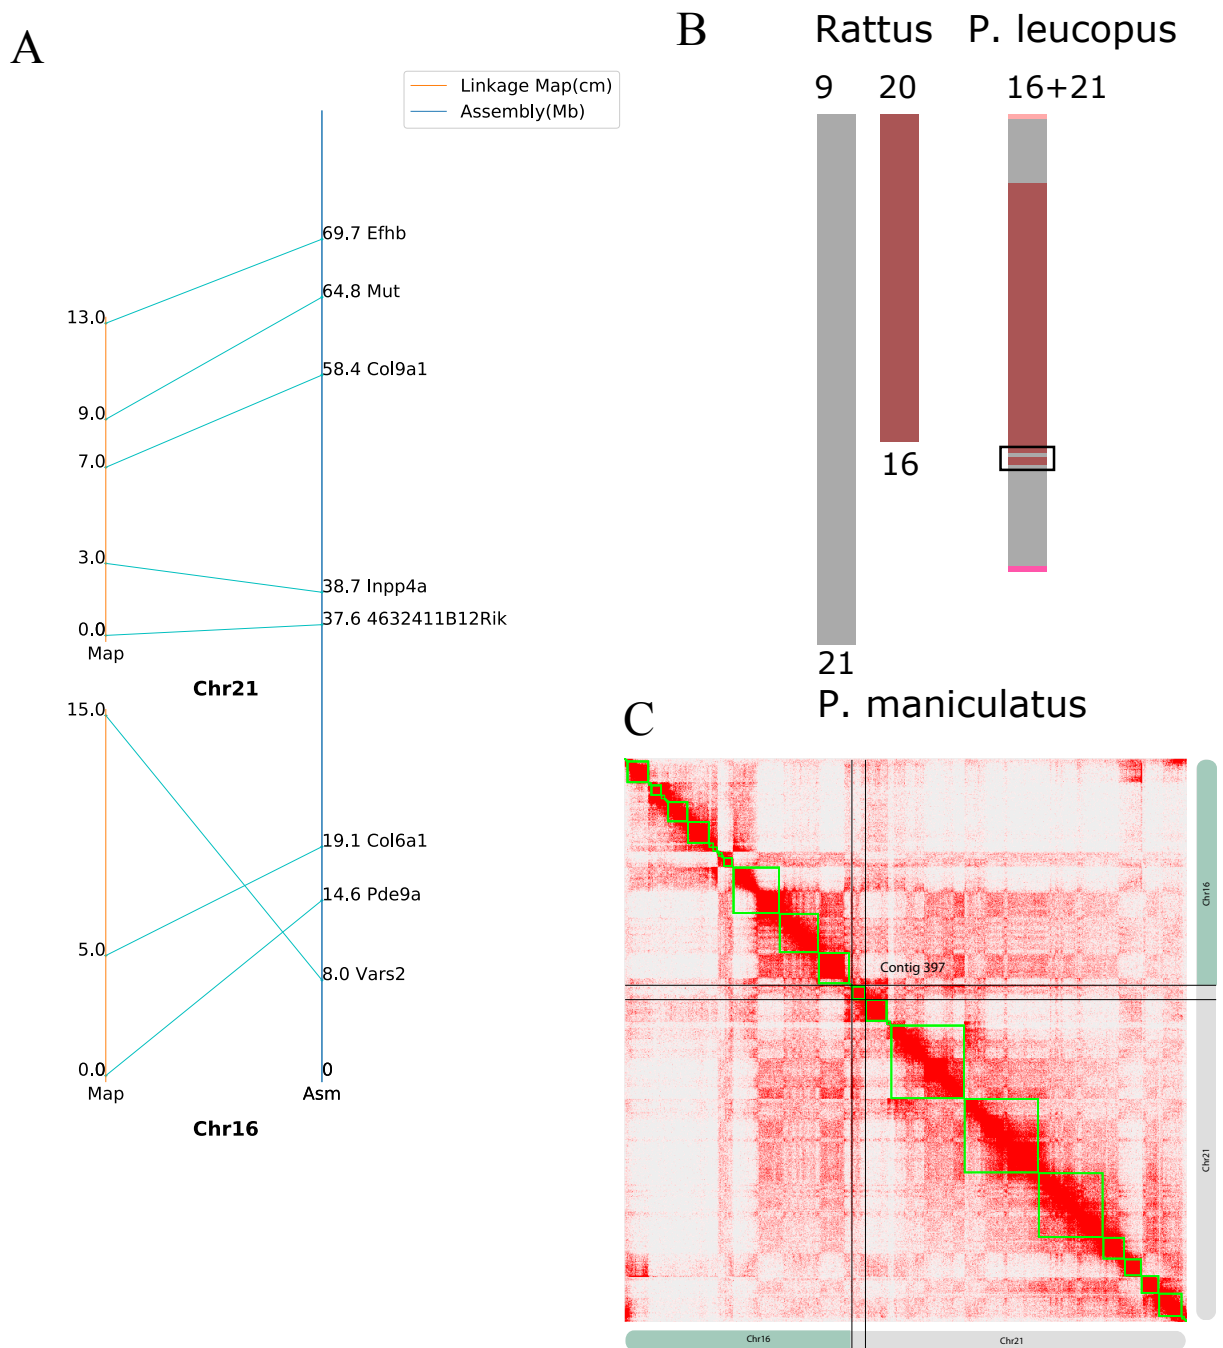 A
Linkage Map(cm)
Assembly(Mb)
69.7 Efhb
64.8 Mut
13.0
58.4 Col9a1
9.0
7.0
3.0
38.7 Inpp4a
37.6 4632411B12Rik
0.0
Map
Chr21
15.0
19.1 Col6a1
14.6 Pde9a
5.0
8.0 Vars2
0.0
0
Map
Asm
Chr16
B
Rattus
P. leucopus
9
20
16+21
16
21
P. maniculatus
C
Contig 397
Chr16
Chr21
Chr16
Chr21